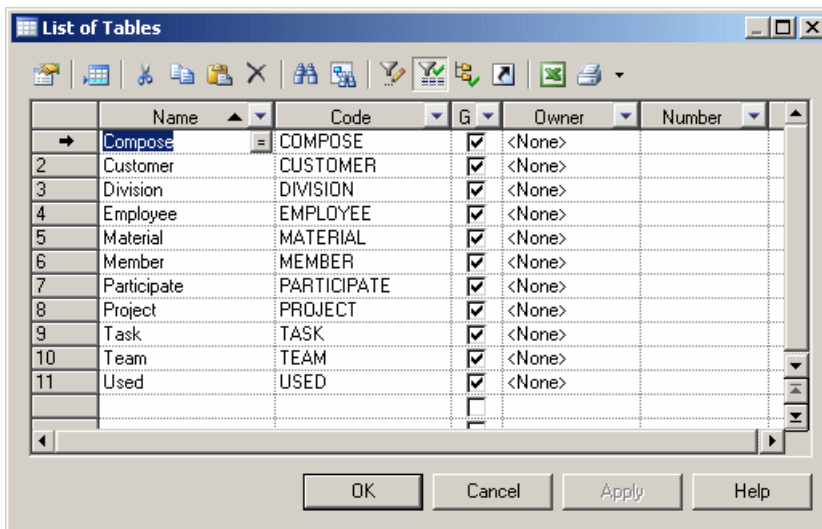 List of Tables
Name Code G Owner Number
Compose = COMPOSE <None>
2 Customer CUSTOMER <None>
3 Division DIVISION <None>
4 Employee EMPLOYEE <None>
5 Material MATERIAL <None>
6 Member MEMBER <None>
7 Participate PARTICIPATE <None>
8 Project PROJECT <None>
9 Task TASK <None>
10 Team TEAM <None>
11 Used USED <None>
OK Cancel Apply Help